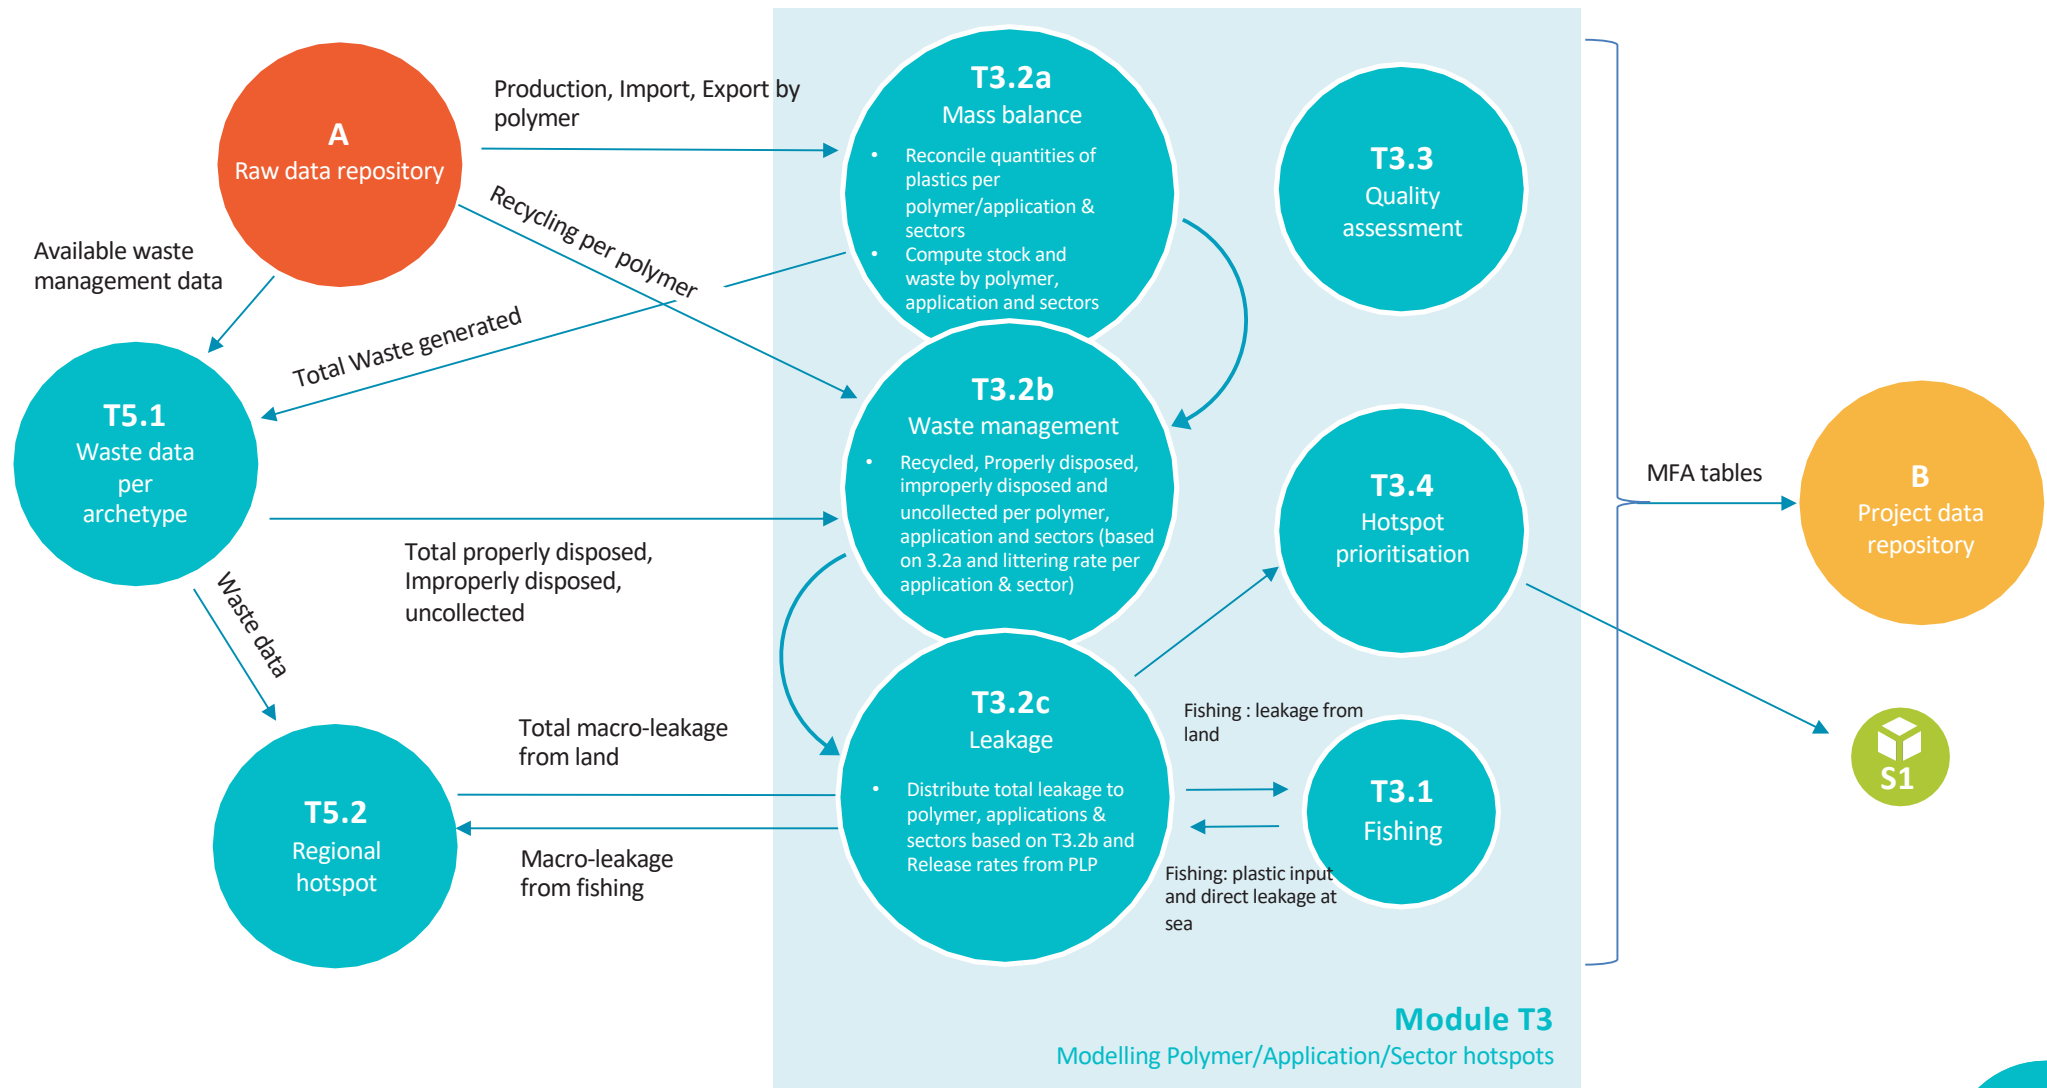 A
Raw data repository
Production, Import, Export by
polymer
Recycling per polymer
Available waste
management data
Total Waste generated
T5.1
Waste data
per
archetype
Total properly disposed,
Improperly disposed,
uncollected
Waste data
T5.2
Regional
hotspot
Total macro-leakage
from land
Macro-leakage
from fishing
T3.2a
Mass balance
• Reconcile quantities of
plastics per
polymer/application &
sectors
• Compute stock and
waste by polymer,
application and sectors
T3.2b
Waste management
• Recycled, Properly disposed,
improperly disposed and
uncollected per polymer,
application and sectors (based
on 3.2a and littering rate per
application & sector)
T3.2c
Leakage
• Distribute total leakage to
polymer, applications &
sectors based on T3.2b and
Release rates from PLP
T3.3
Quality
assessment
T3.4
Hotspot
prioritisation
Fishing : leakage from
land
T3.1
Fishing
Fishing: plastic input
and direct leakage at
sea
MFA tables
B
Project data
repository
S1
Module T3
Modelling Polymer/Application/Sector hotspots